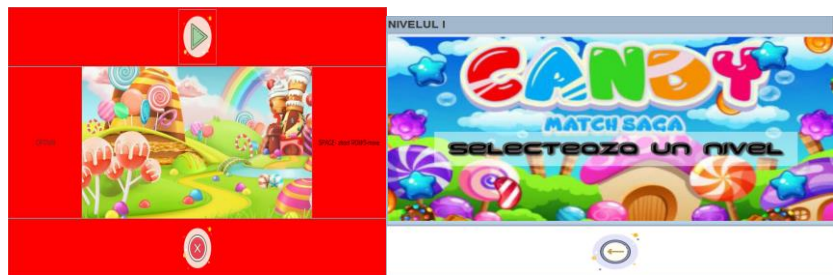 NIVELUL I
CANDY
MATCH SAGA
SELECTEAZA UN NIVEL
X